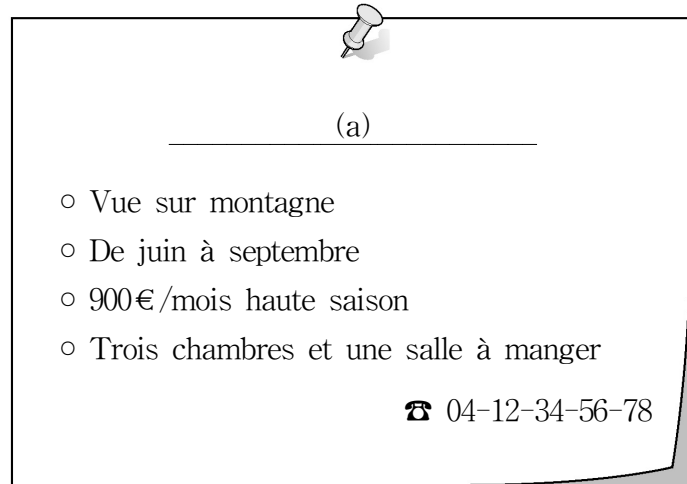 (a)
○ Vue sur montagne
○ De juin à septembre
○ 900€/mois haute saison
○ Trois chambres et une salle à manger
☎ 04-12-34-56-78